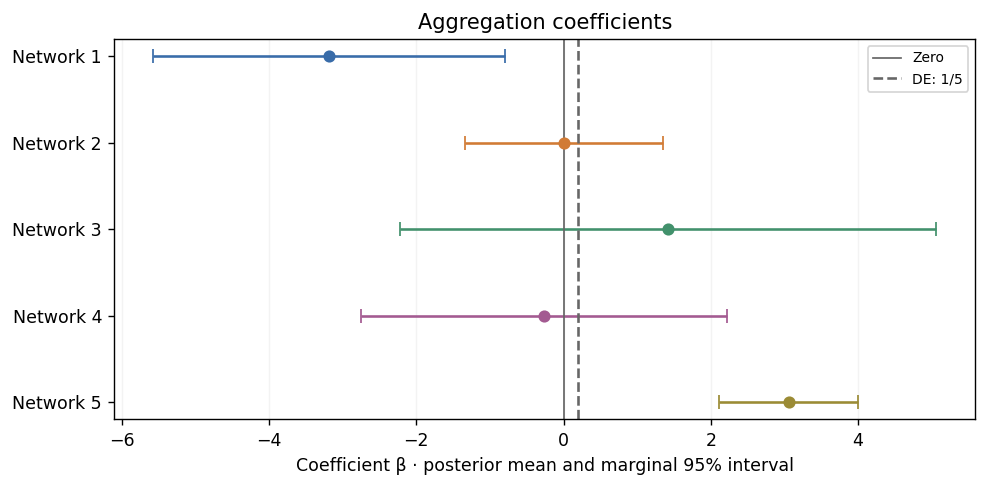 Aggregation coefficients
Network 1
Network 2
Network 3
Network 4
Network 5
Zero
DE: 1/5
−6 −4 −2 0 2 4
Coefficient β · posterior mean and marginal 95% interval